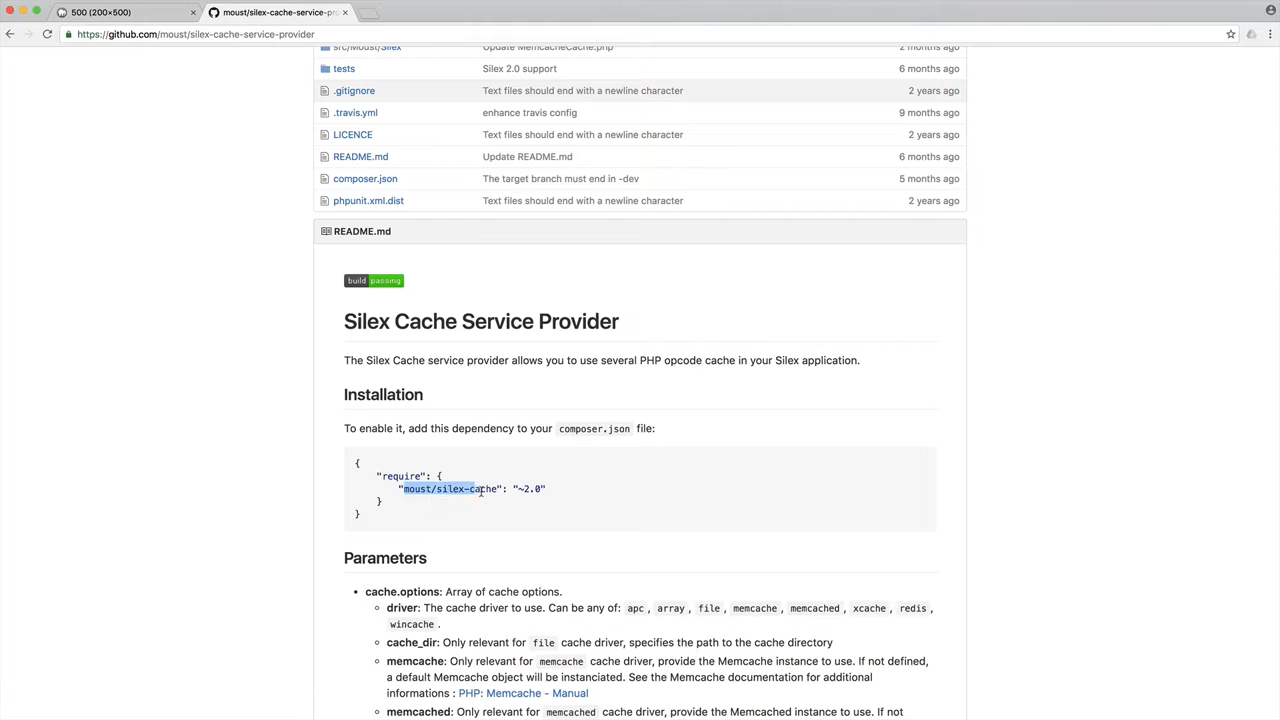 500 (200×500)
moust/silex-cache-service-pr
https://github.com/moust/silex-cache-service-provider
src/Moust/Silex Update MemcacheCache.php 2 months ago
tests Silex 2.0 support 6 months ago
.gitignore Text files should end with a newline character 2 years ago
.travis.yml enhance travis config 9 months ago
LICENCE Text files should end with a newline character 2 years ago
README.md Update README.md 6 months ago
composer.json The target branch must end in -dev 5 months ago
phpunit.xml.dist Text files should end with a newline character 2 years ago
README.md
build passing
Silex Cache Service Provider
The Silex Cache service provider allows you to use several PHP opcode cache in your Silex application.
Installation
To enable it, add this dependency to your composer.json file:
{
"require": {
"moust/silex-cache": "~2.0"
}
}
Parameters
• cache.options: Array of cache options.
driver: The cache driver to use. Can be any of: apc, array, file, memcache, memcached, xcache, redis,
wincache.
cache_dir: Only relevant for file cache driver, specifies the path to the cache directory
memcache: Only relevant for memcache cache driver, provide the Memcache instance to use. If not defined,
a default Memcache object will be instanciated. See the Memcache documentation for additional
informations : PHP: Memcache - Manual
memcached: Only relevant for memcached cache driver, provide the Memcached instance to use. If not